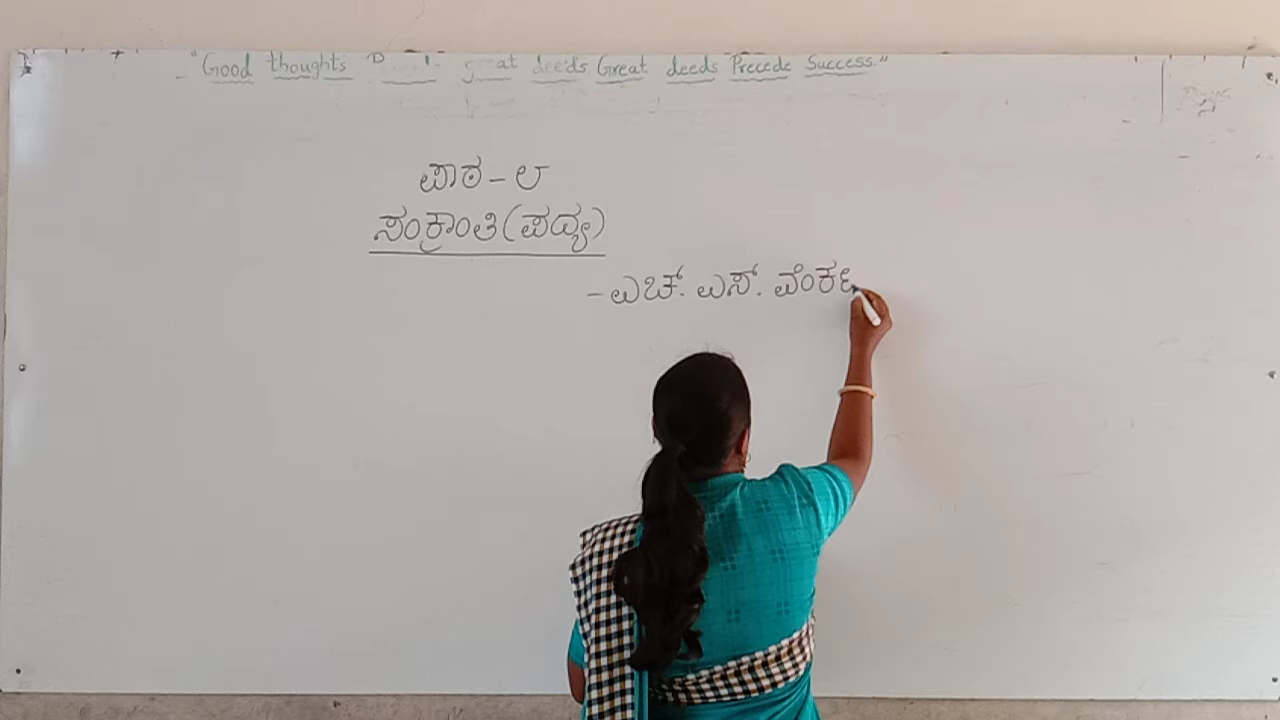 "Good thoughts great deeds Great deeds Precede Success."
ಪಾಠ - ೮
ಸಂಕ್ರಾಂತಿ (ಪದ್ಯ)
- ಎಚ್. ಎಸ್. ವೆಂಕಟ